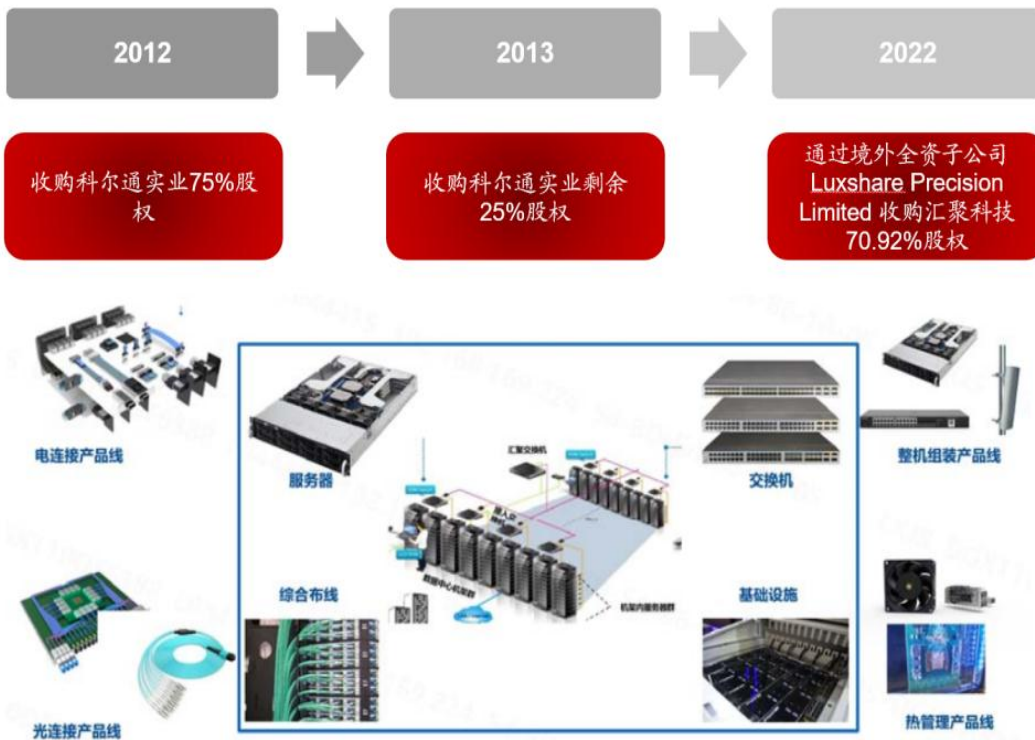 2012
2013
2022
收购科尔通实业75%股
权
收购科尔通实业剩余
25%股权
通过境外全资子公司
Luxshare Precision
Limited 收购汇聚科技
70.92%股权
电连接产品线
服务器
汇聚交换机
交换机
整机组装产品线
综合布线
数据中心机架群
机架内服务器群
基础设施
光连接产品线
热管理产品线